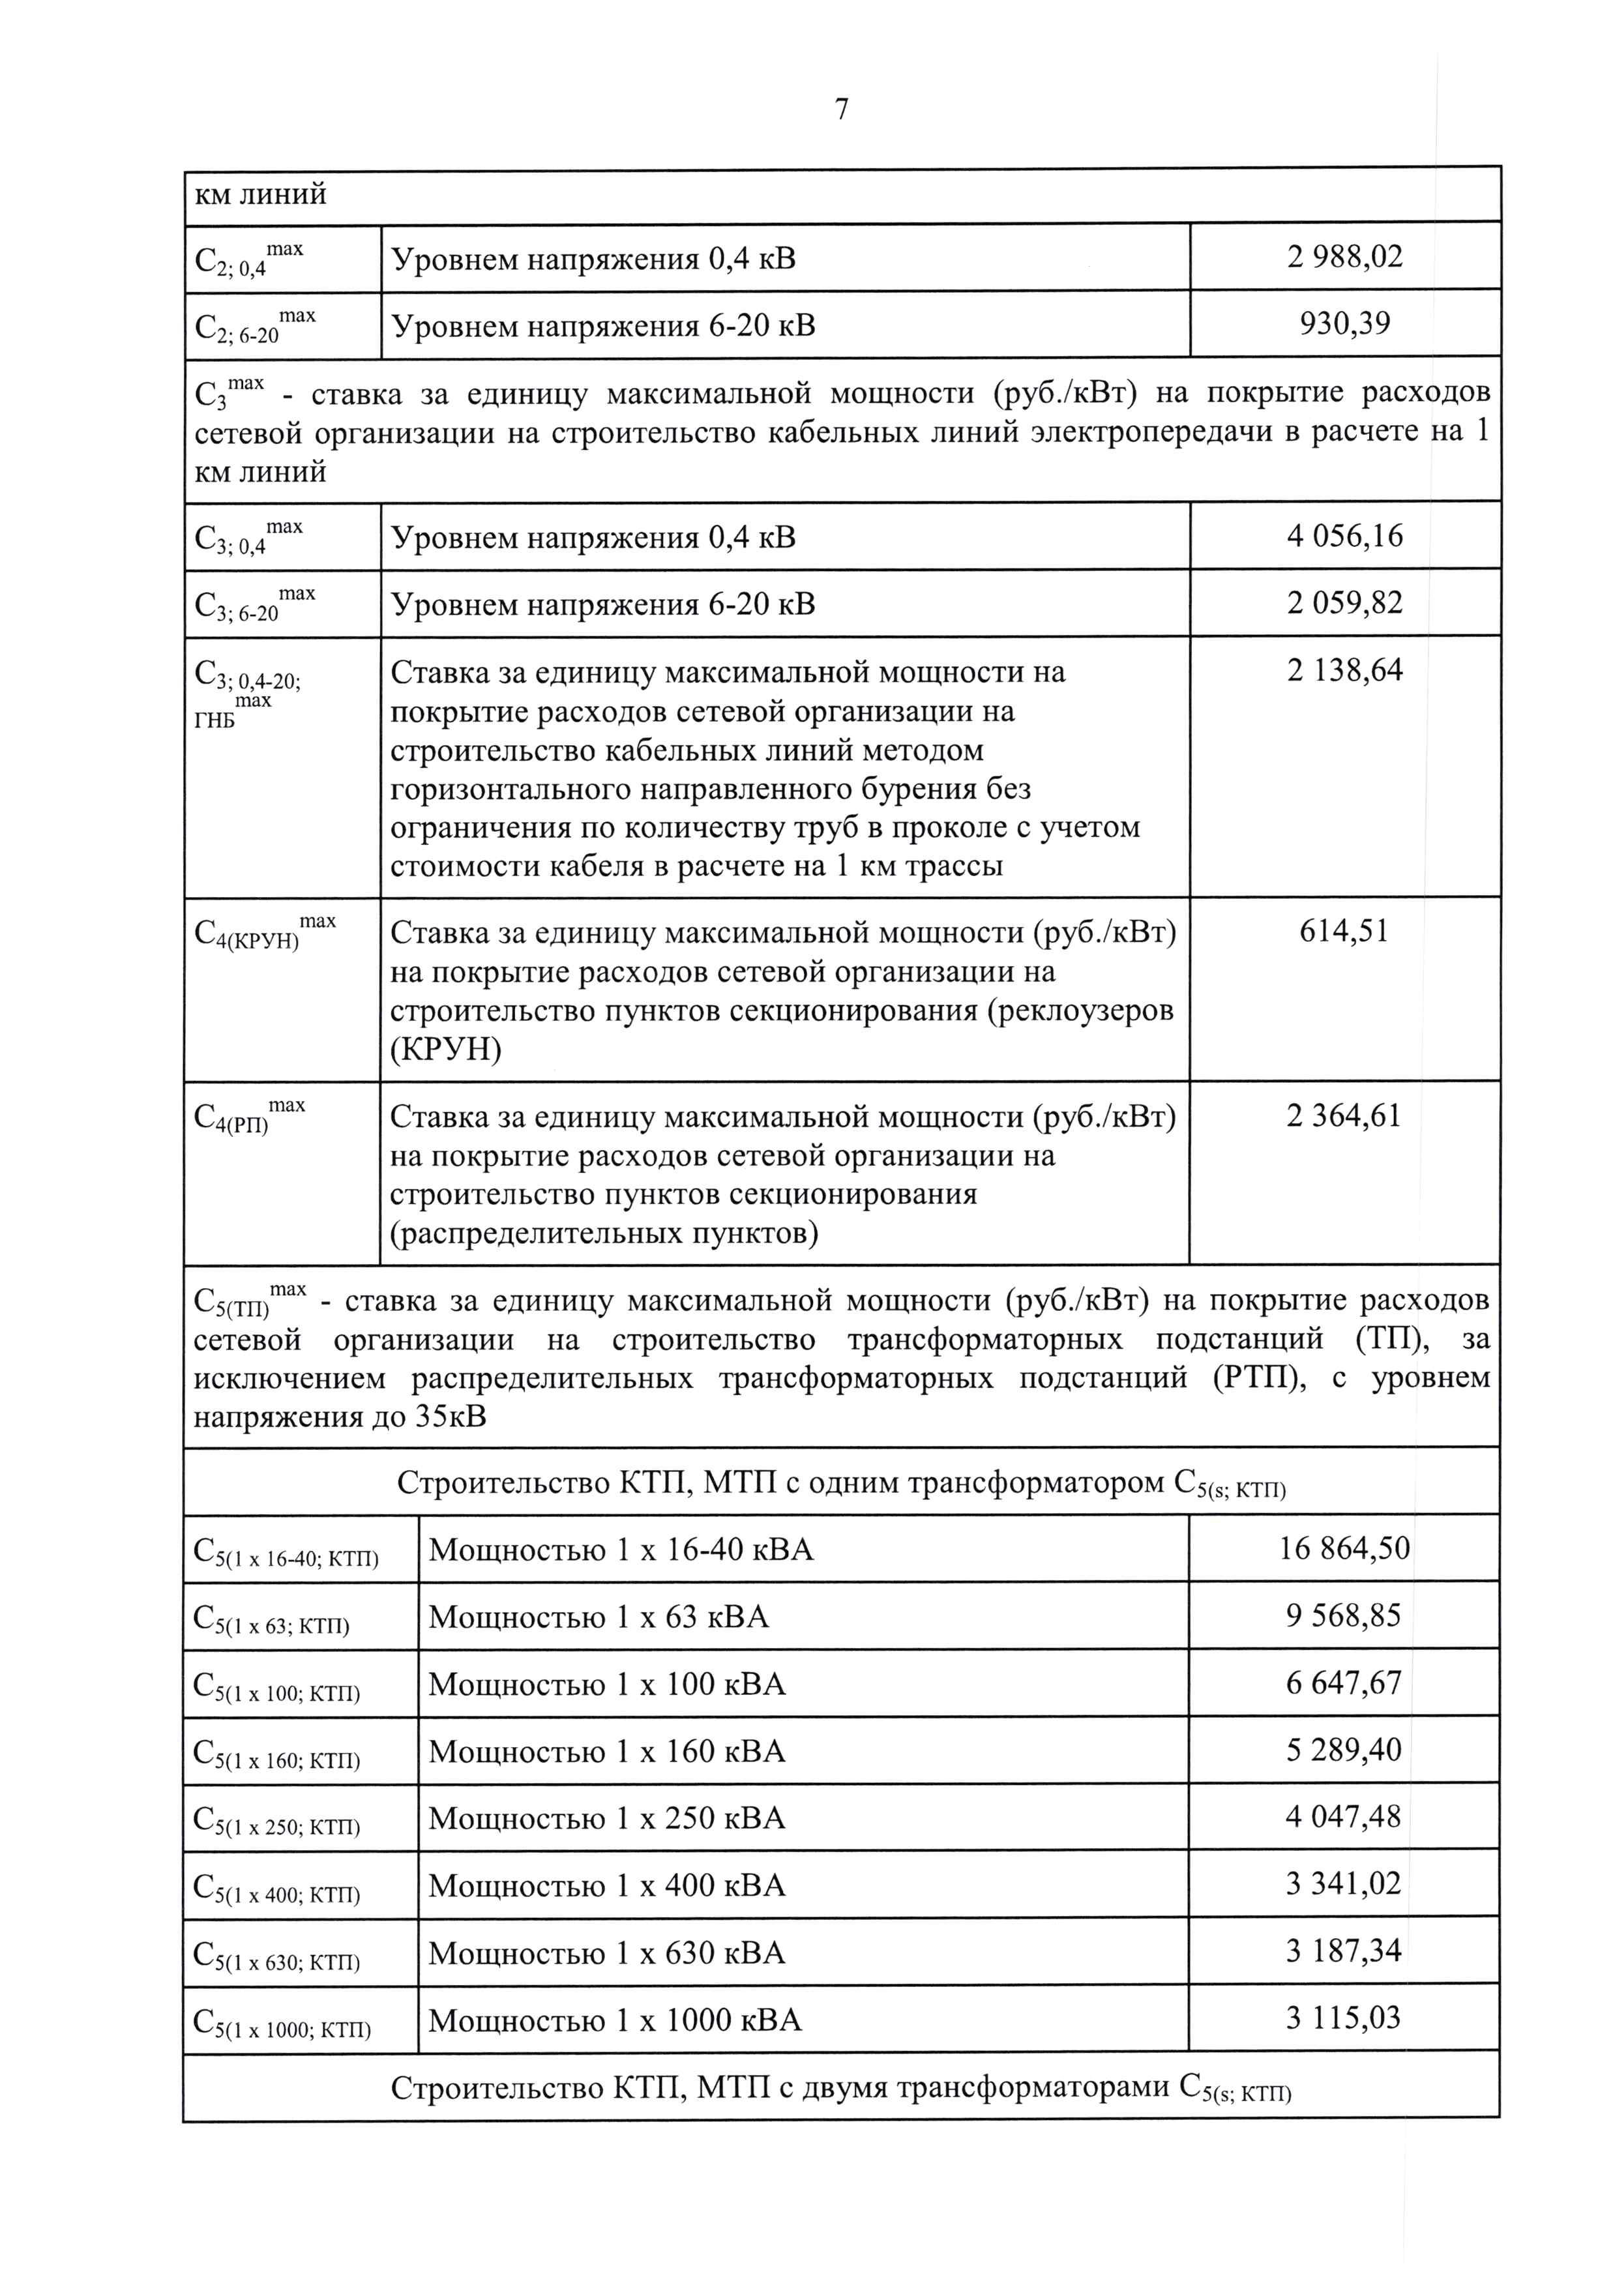 7
км линий
C2; 0,4 max Уровнем напряжения 0,4 кВ 2 988,02
C2; 6-20 max Уровнем напряжения 6-20 кВ 930,39
C3 max - ставка за единицу максимальной мощности (руб./кВт) на покрытие расходов
сетевой организации на строительство кабельных линий электропередачи в расчете на 1
км линий
C3; 0,4 max Уровнем напряжения 0,4 кВ 4 056,16
C3; 6-20 max Уровнем напряжения 6-20 кВ 2 059,82
C3; 0,4-20; Ставка за единицу максимальной мощности на 2 138,64
ГНБ max покрытие расходов сетевой организации на
строительство кабельных линий методом
горизонтального направленного бурения без
ограничения по количеству труб в проколе с учетом
стоимости кабеля в расчете на 1 км трассы
C4(КРУН) max Ставка за единицу максимальной мощности (руб./кВт) 614,51
на покрытие расходов сетевой организации на
строительство пунктов секционирования (реклоузеров
(КРУН)
C4(РП) max Ставка за единицу максимальной мощности (руб./кВт) 2 364,61
на покрытие расходов сетевой организации на
строительство пунктов секционирования
(распределительных пунктов)
C5(ТП) max - ставка за единицу максимальной мощности (руб./кВт) на покрытие расходов
сетевой организации на строительство трансформаторных подстанций (ТП), за
исключением распределительных трансформаторных подстанций (РТП), с уровнем
напряжения до 35кВ
Строительство КТП, МТП с одним трансформатором C5(s; КТП)
C5(1 x 16-40; КТП) Мощностью 1 x 16-40 кВА 16 864,50
C5(1 x 63; КТП) Мощностью 1 x 63 кВА 9 568,85
C5(1 x 100; КТП) Мощностью 1 x 100 кВА 6 647,67
C5(1 x 160; КТП) Мощностью 1 x 160 кВА 5 289,40
C5(1 x 250; КТП) Мощностью 1 x 250 кВА 4 047,48
C5(1 x 400; КТП) Мощностью 1 x 400 кВА 3 341,02
C5(1 x 630; КТП) Мощностью 1 x 630 кВА 3 187,34
C5(1 x 1000; КТП) Мощностью 1 x 1000 кВА 3 115,03
Строительство КТП, МТП с двумя трансформаторами C5(s; КТП)